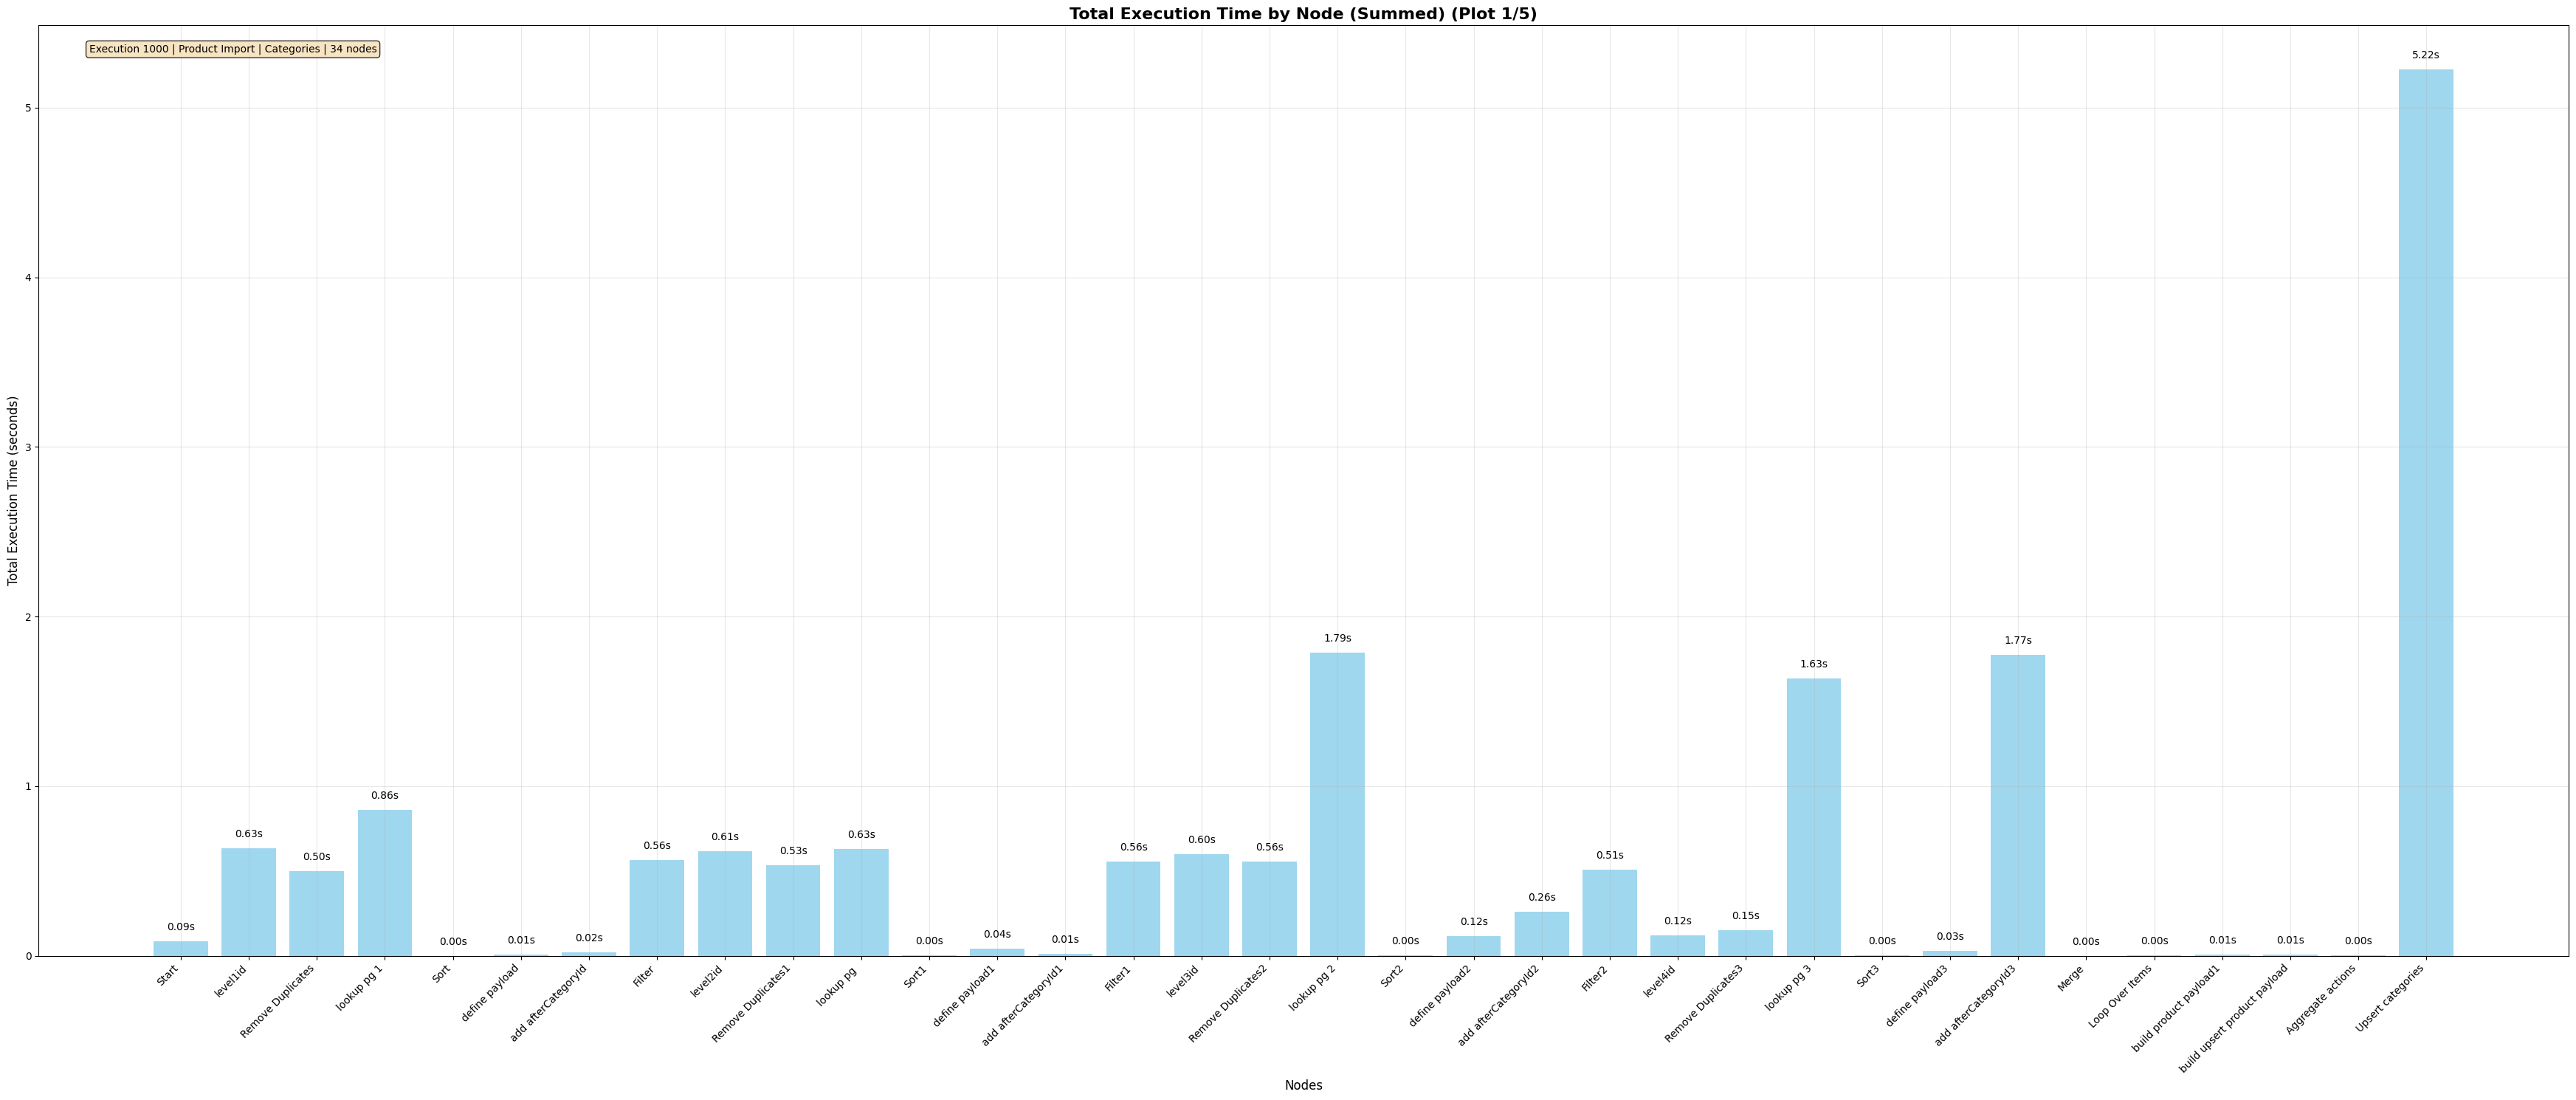 Total Execution Time by Node (Summed) (Plot 1/5)
Execution 1000 | Product Import | Categories | 34 nodes
Total Execution Time (seconds)
5
4
3
2
1
0
0.09s
0.63s
0.50s
0.86s
0.00s
0.01s
0.02s
0.56s
0.61s
0.53s
0.63s
0.00s
0.04s
0.01s
0.56s
0.60s
0.56s
1.79s
0.00s
0.12s
0.26s
0.51s
0.12s
0.15s
1.63s
0.00s
0.03s
1.77s
0.00s
0.00s
0.01s
0.01s
0.00s
5.22s
Start
level1id
Remove Duplicates
lookup pg 1
Sort
define payload
add afterCategoryId
Filter
level2id
Remove Duplicates1
lookup pg
Sort1
define payload1
add afterCategoryId1
Filter1
level3id
Remove Duplicates2
lookup pg 2
Sort2
define payload2
add afterCategoryId2
Filter2
level4id
Remove Duplicates3
lookup pg 3
Sort3
define payload3
add afterCategoryId3
Merge
Loop Over Items
build product payload1
build upsert product payload
Aggregate actions
Upsert categories
Nodes